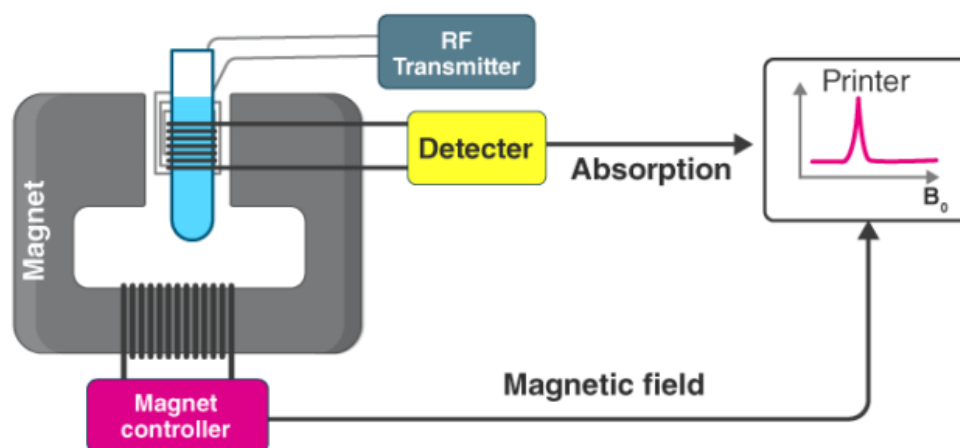 RF
Transmitter
Printer
Detecter
Absorption
B₀
Magnet
Magnetic field
Magnet
controller